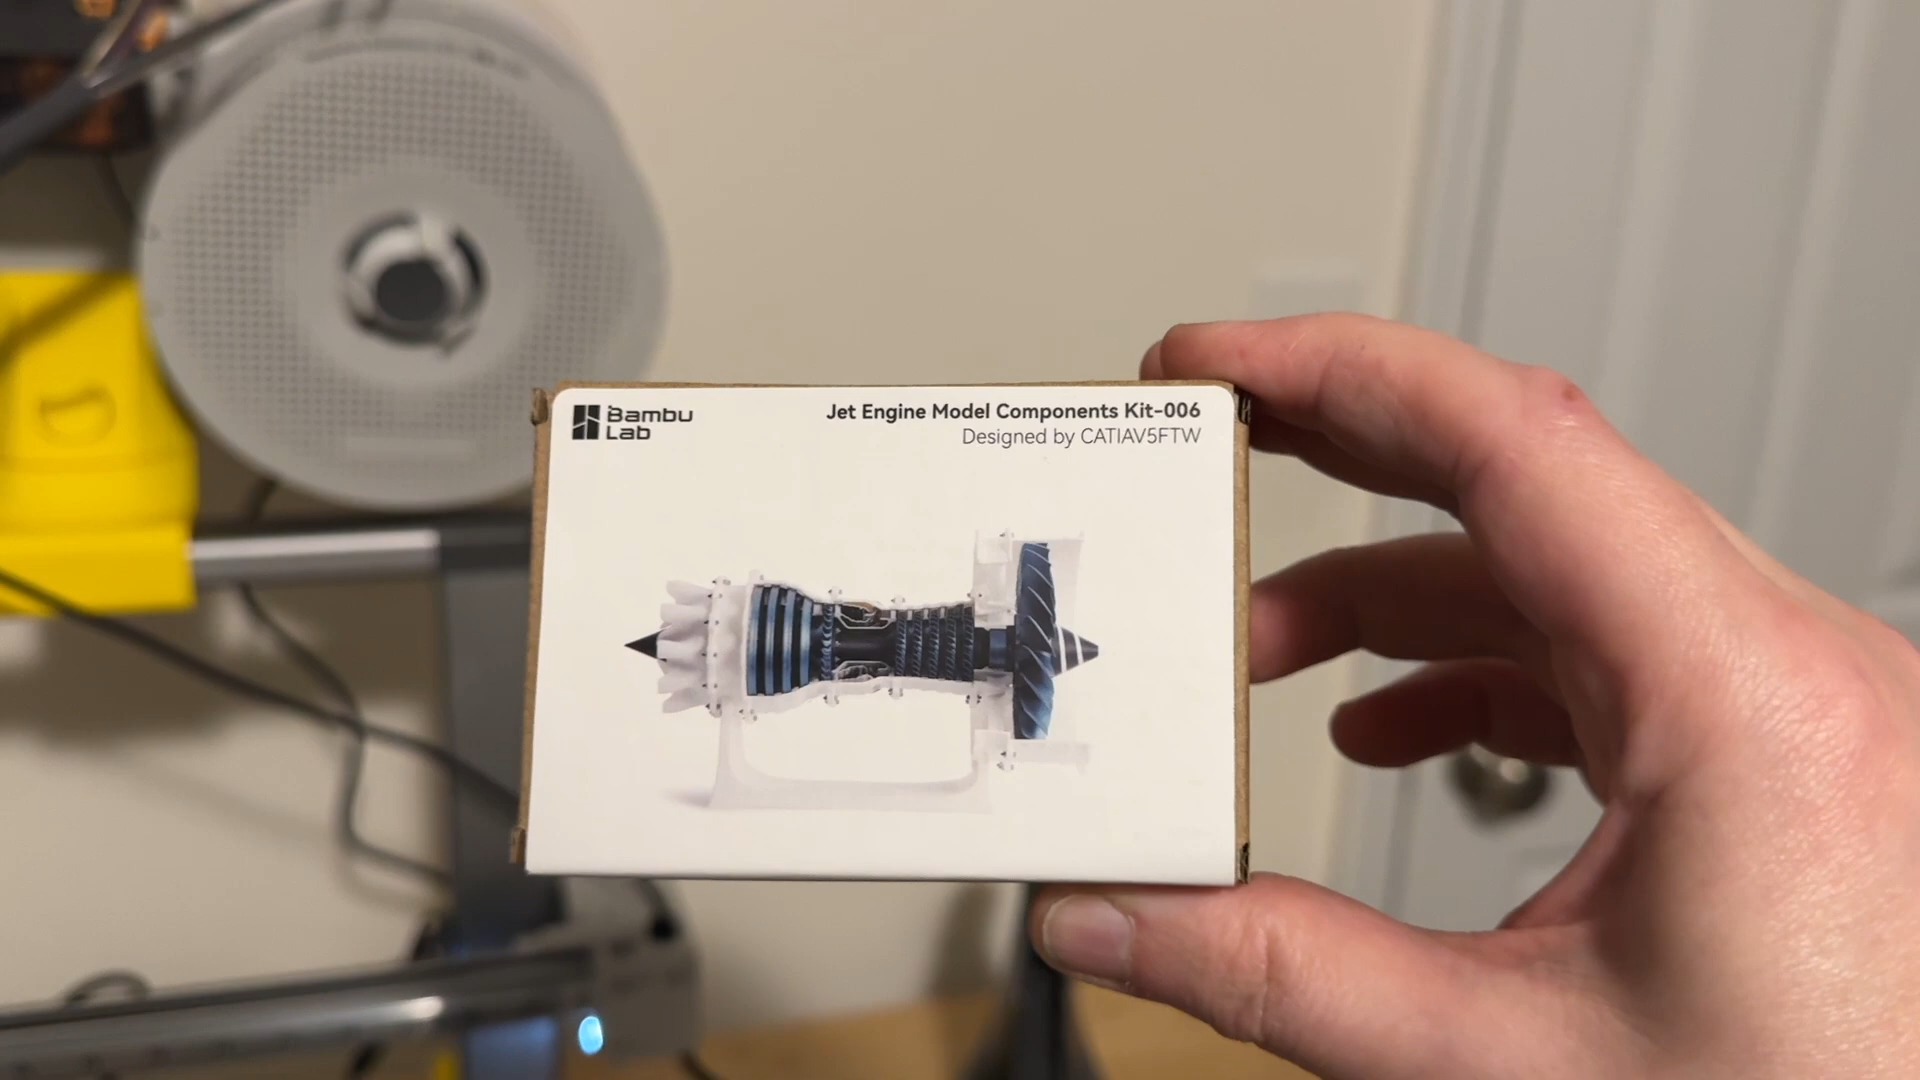 Bambu
Lab
Jet Engine Model Components Kit-006
Designed by CATIAV5FTW